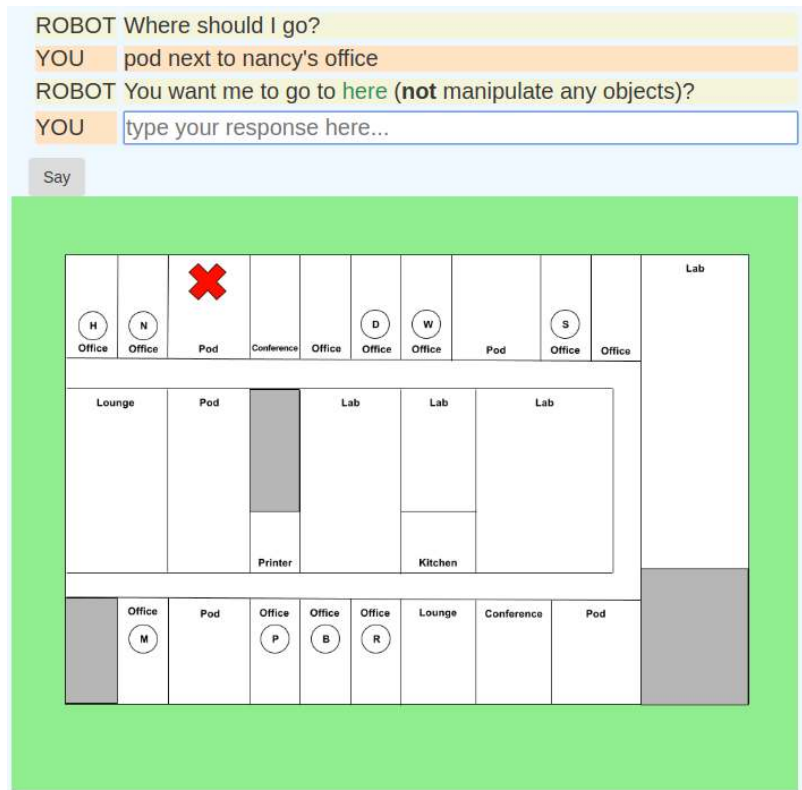 ROBOT Where should I go?
YOU pod next to nancy's office
ROBOT You want me to go to here (not manipulate any objects)?
YOU type your response here...
Say
Lab
H N D W S
Office Office Pod Conference Office Office Office Pod Office Office
Lounge Pod Lab Lab Lab
Printer Kitchen
Office Pod Office Office Office Lounge Conference Pod
M P B R